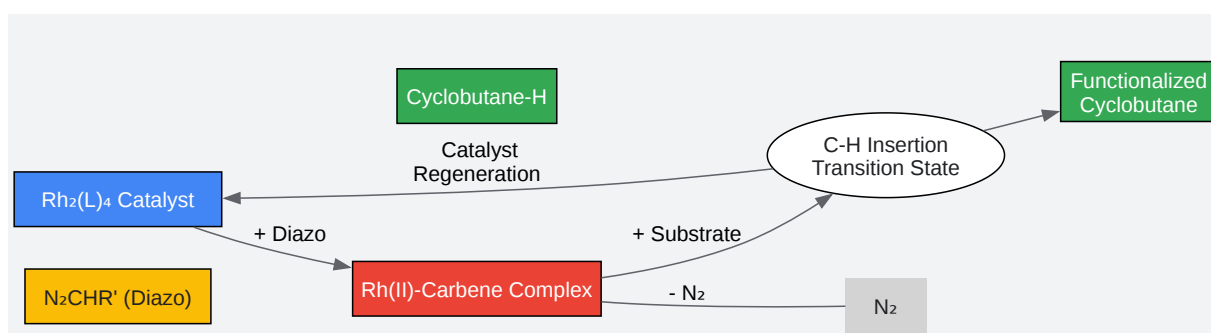 Functionalized
Cyclobutane
Cyclobutane-H
C-H Insertion
Transition State
Catalyst
Regeneration
Rh₂(L)₄ Catalyst
+ Diazo
+ Substrate
N₂CHR' (Diazo)
Rh(II)-Carbene Complex
- N₂
N₂